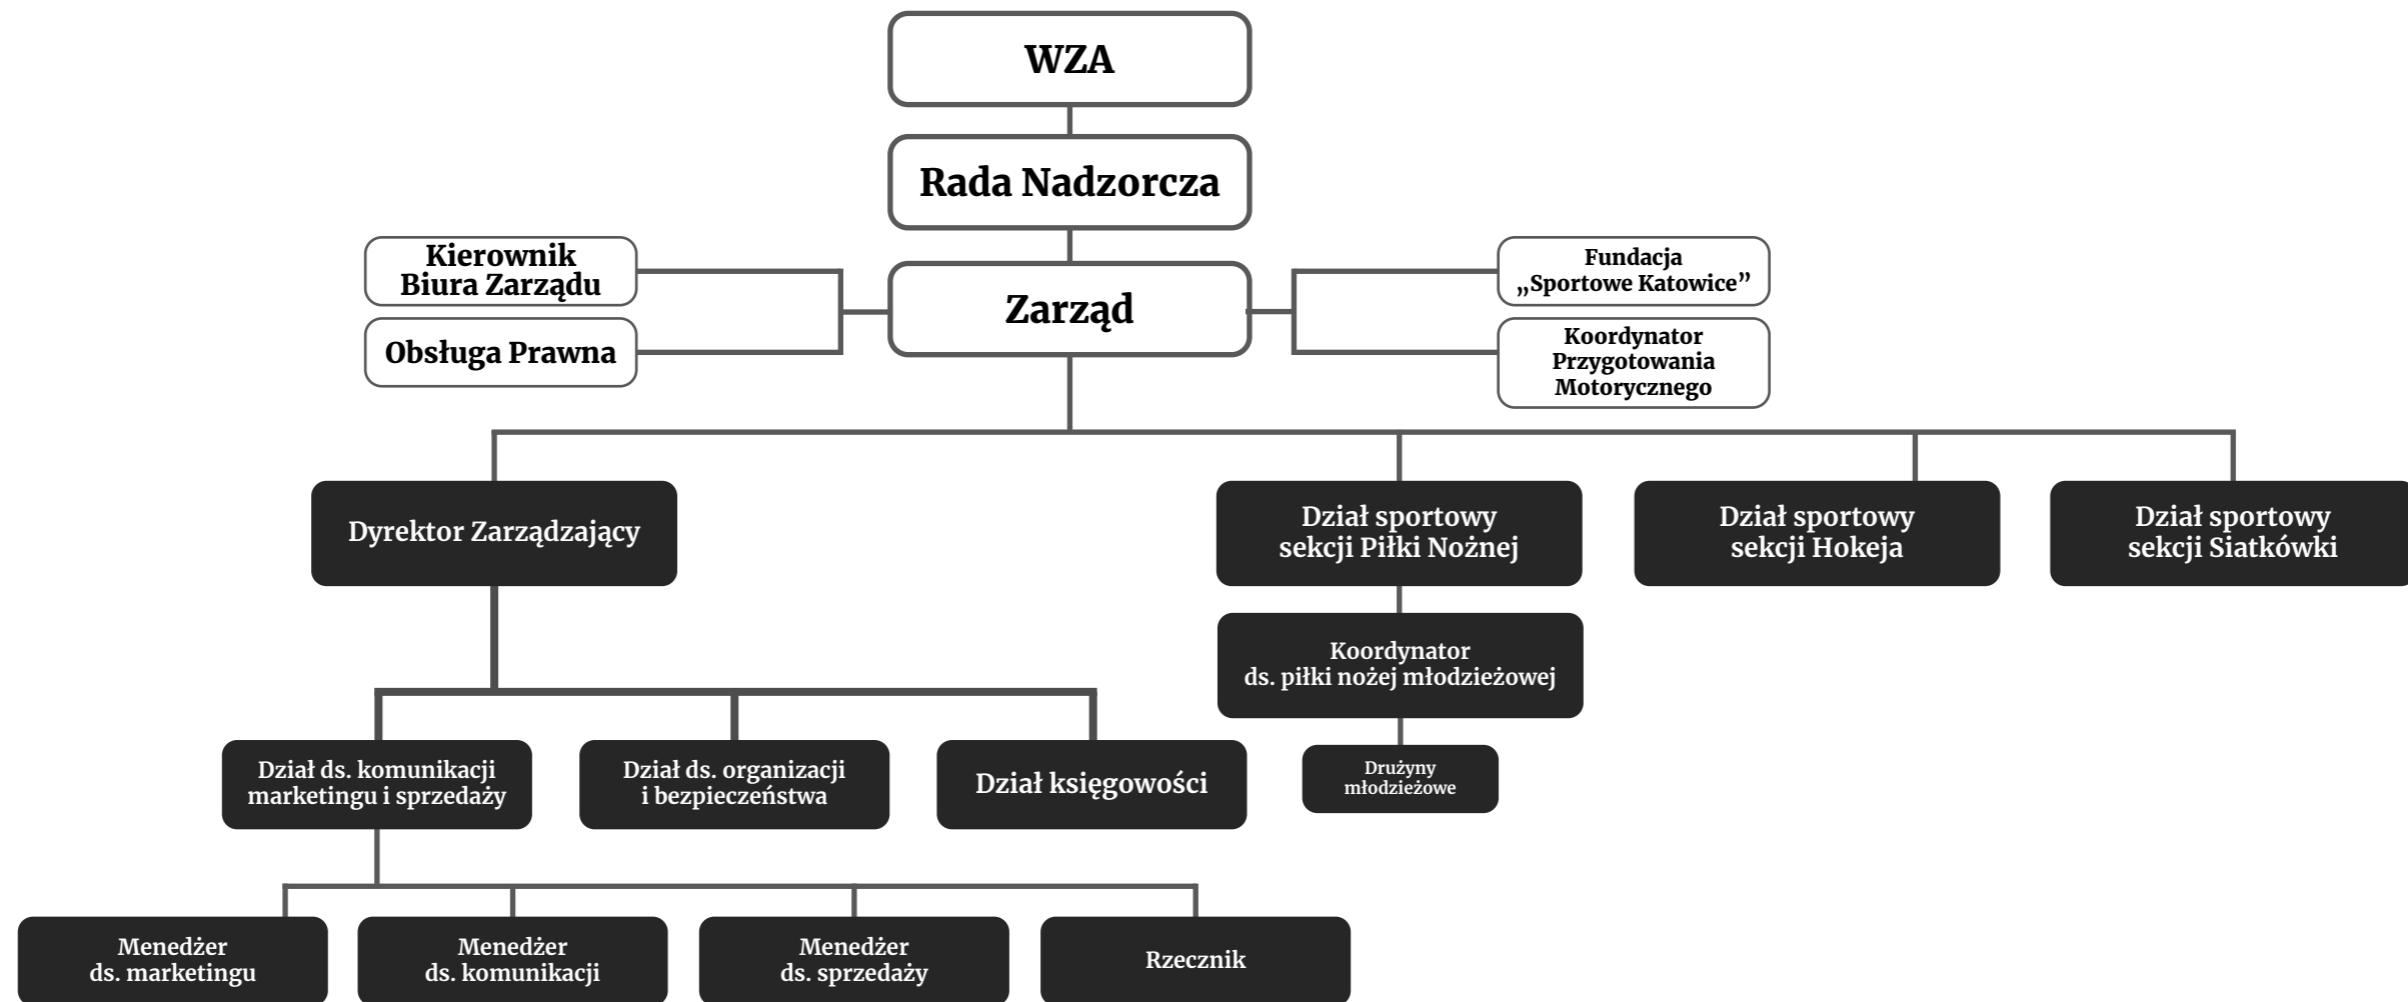 WZA
Rada Nadzorcza
Kierownik
Biura Zarządu
Obsługa Prawna
Zarząd
Fundacja
„Sportowe Katowice”
Koordynator
Przygotowania
Motorycznego
Dyrektor Zarządzający
Dział sportowy
sekcji Piłki Nożnej
Dział sportowy
sekcji Hokeja
Dział sportowy
sekcji Siatkówki
Koordynator
ds. piłki nożej młodzieżowej
Dział ds. komunikacji
marketingu i sprzedaży
Dział ds. organizacji
i bezpieczeństwa
Dział księgowości
Drużyny
młodzieżowe
Menedżer
ds. marketingu
Menedżer
ds. komunikacji
Menedżer
ds. sprzedaży
Rzecznik